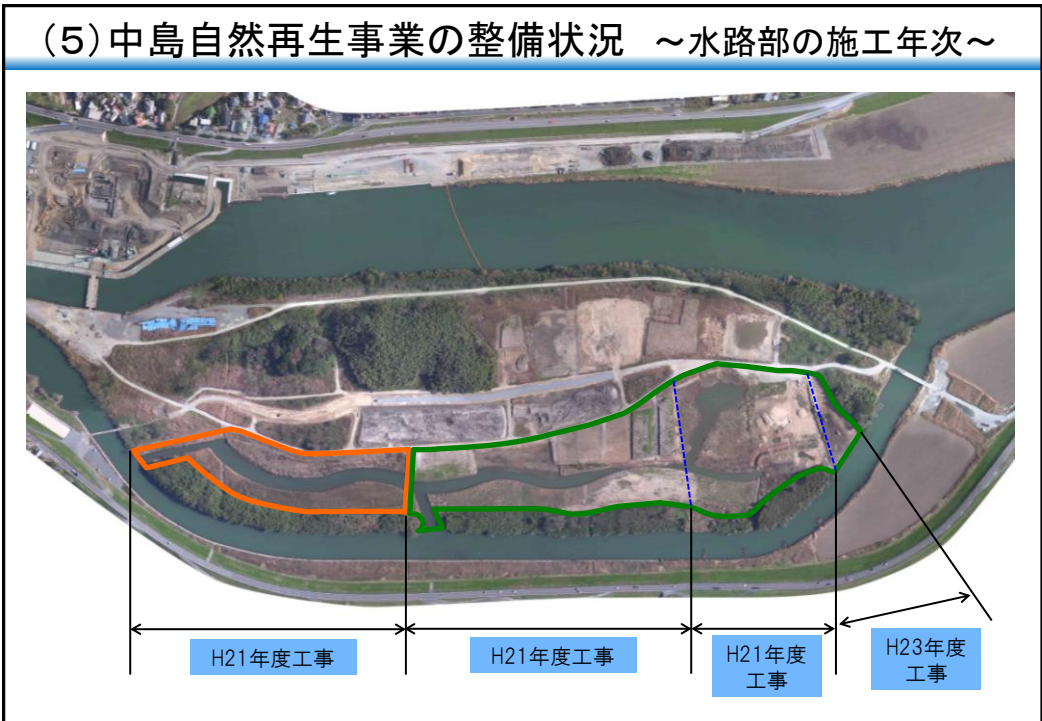 (5)中島自然再生事業の整備状況 ～水路部の施工年次～
H21年度工事
H21年度工事
H21年度
工事
H23年度
工事